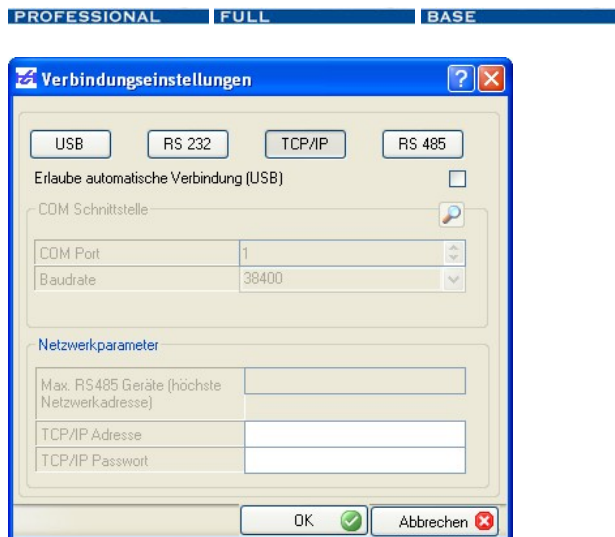 PROFESSIONAL FULL BASE
Verbindungseinstellungen
USB RS 232 TCP/IP RS 485
Erlaube automatische Verbindung (USB)
COM Schnittstelle
COM Port 1
Baudrate 38400
Netzwerkparameter
Max. RS485 Geräte (höchste
Netzwerkadresse)
TCP/IP Adresse
TCP/IP Passwort
OK Abbrechen